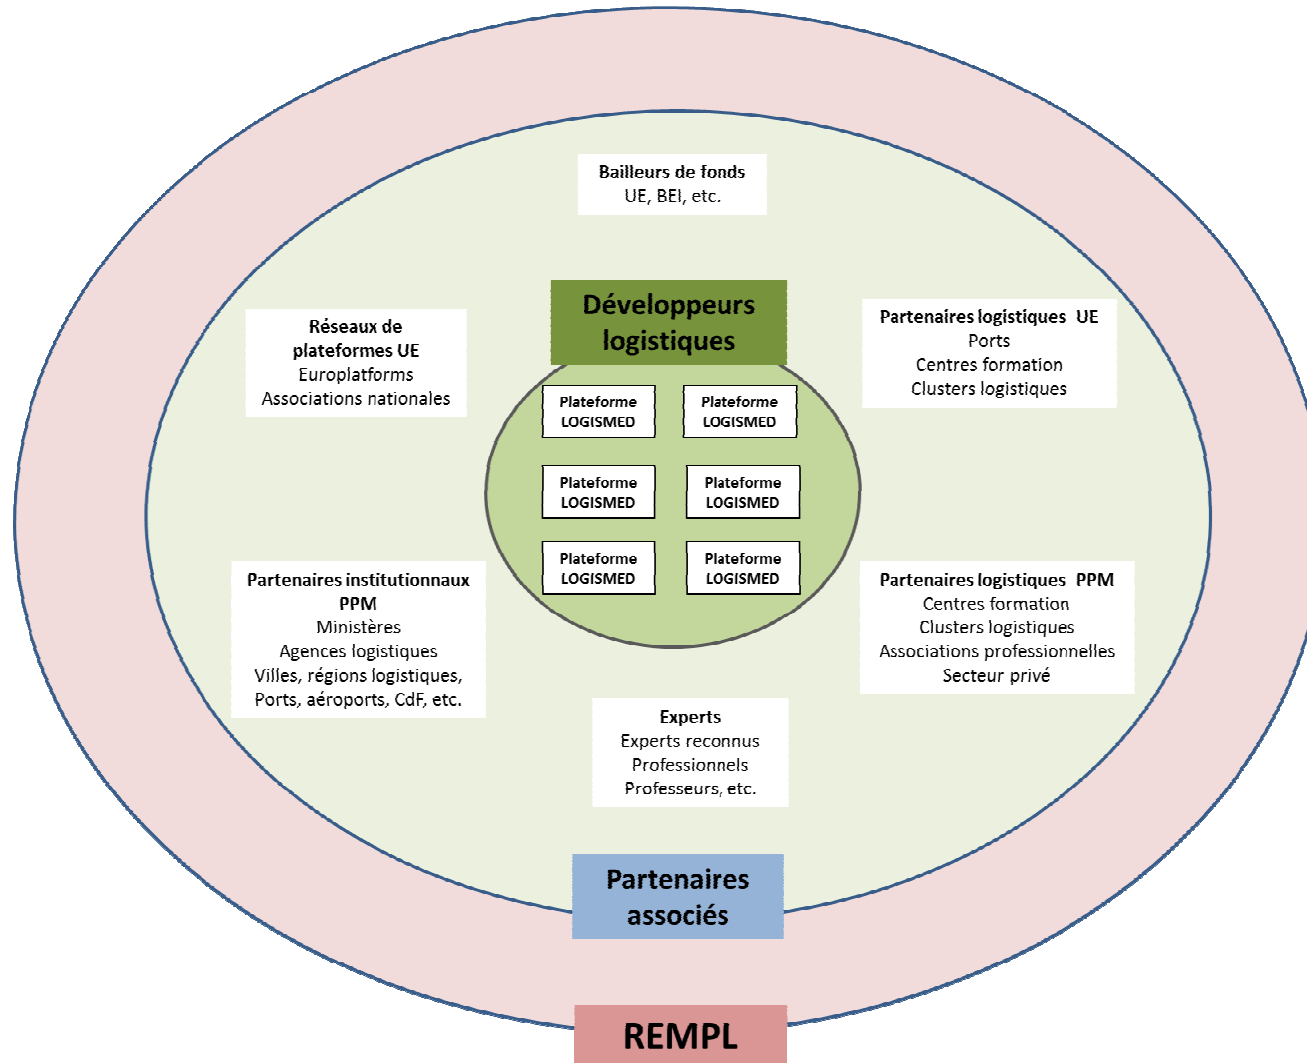 Bailleurs de fonds
UE, BEI, etc.
Développeurs
logistiques
Réseaux de
plateformes UE
Europlatforms
Associations nationales
Partenaires logistiques UE
Ports
Centres formation
Clusters logistiques
Plateforme
LOGISMED
Plateforme
LOGISMED
Plateforme
LOGISMED
Plateforme
LOGISMED
Plateforme
LOGISMED
Plateforme
LOGISMED
Partenaires institutionnaux
PPM
Ministères
Agences logistiques
Villes, régions logistiques,
Ports, aéroports, CdF, etc.
Partenaires logistiques PPM
Centres formation
Clusters logistiques
Associations professionnelles
Secteur privé
Experts
Experts reconnus
Professionnels
Professeurs, etc.
Partenaires
associés
REMPL